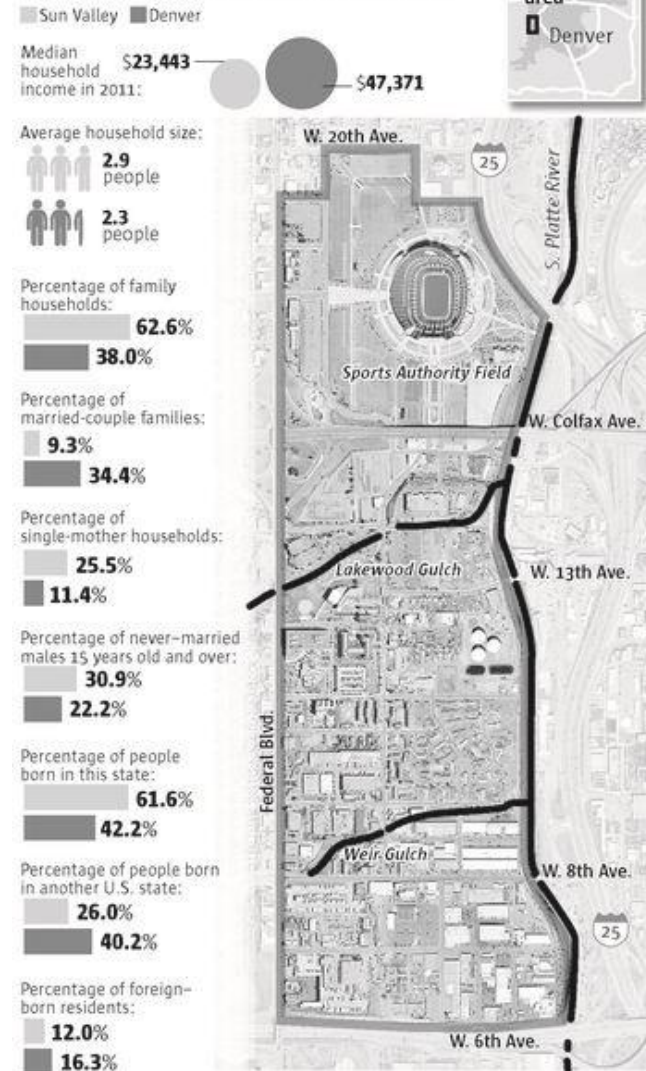 Sun Valley Denver
area
Denver
Median
household
income in 2011:
$23,443
$47,371
Average household size:
2.9
people
2.3
people
Percentage of family
households:
62.6%
38.0%
Percentage of
married-couple families:
9.3%
34.4%
Percentage of
single-mother households:
25.5%
11.4%
Percentage of never-married
males 15 years old and over:
30.9%
22.2%
Percentage of people
born in this state:
61.6%
42.2%
Percentage of people born
in another U.S. state:
26.0%
40.2%
Percentage of foreign-
born residents:
12.0%
16.3%
W. 20th Ave.
25
S. Platte River
Sports Authority Field
W. Colfax Ave.
Lakewood Gulch
W. 13th Ave.
Federal Blvd.
Weir Gulch
W. 8th Ave.
25
W. 6th Ave.